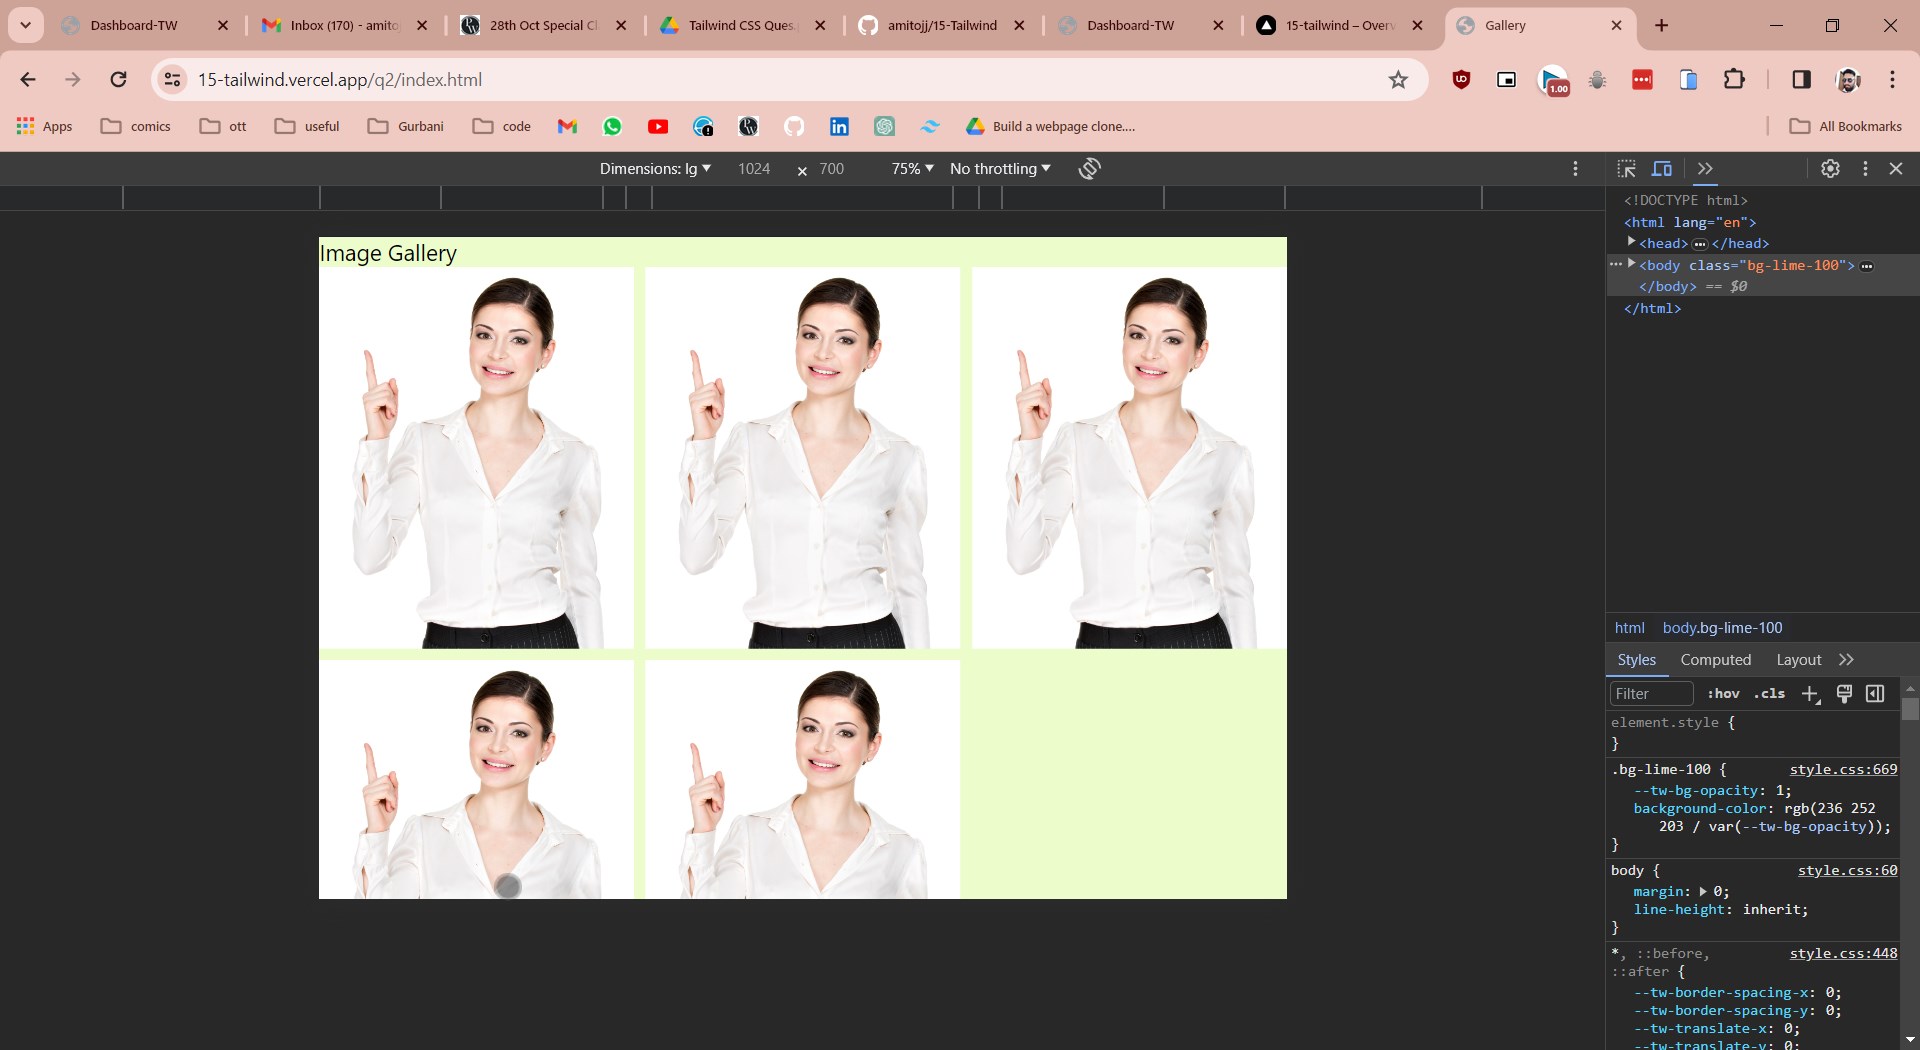 Dashboard-TW
Inbox (170) - amitoj
28th Oct Special Cl
Tailwind CSS Ques.p
amitojj/15-Tailwind
Dashboard-TW
15-tailwind – Overv
Gallery
15-tailwind.vercel.app/q2/index.html
1.00
Apps
comics
ott
useful
Gurbani
code
Build a webpage clone....
All Bookmarks
Dimensions: lg
1024
×
700
75%
No throttling
<!DOCTYPE html>
<html lang="en">
<head> </head>
<body class="bg-lime-100">
</body> == $0
</html>
Image Gallery
html
body.bg-lime-100
Styles
Computed
Layout
Filter
:hov
.cls
element.style {
}
.bg-lime-100 {
style.css:669
--tw-bg-opacity: 1;
background-color: rgb(236 252
203 / var(--tw-bg-opacity));
}
body {
style.css:60
margin: 0;
line-height: inherit;
}
*, ::before,
style.css:448
::after {
--tw-border-spacing-x: 0;
--tw-border-spacing-y: 0;
--tw-translate-x: 0;
--tw-translate-y: 0;